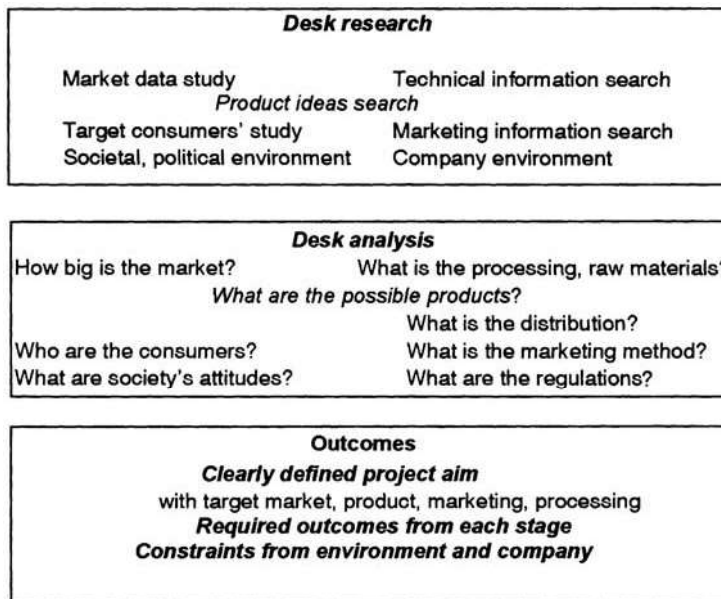 Desk research
Market data study Technical information search
Product ideas search
Target consumers' study Marketing information search
Societal, political environment Company environment
Desk analysis
How big is the market? What is the processing, raw materials?
What are the possible products?
What is the distribution?
Who are the consumers? What is the marketing method?
What are society's attitudes? What are the regulations?
Outcomes
Clearly defined project aim
with target market, product, marketing, processing
Required outcomes from each stage
Constraints from environment and company